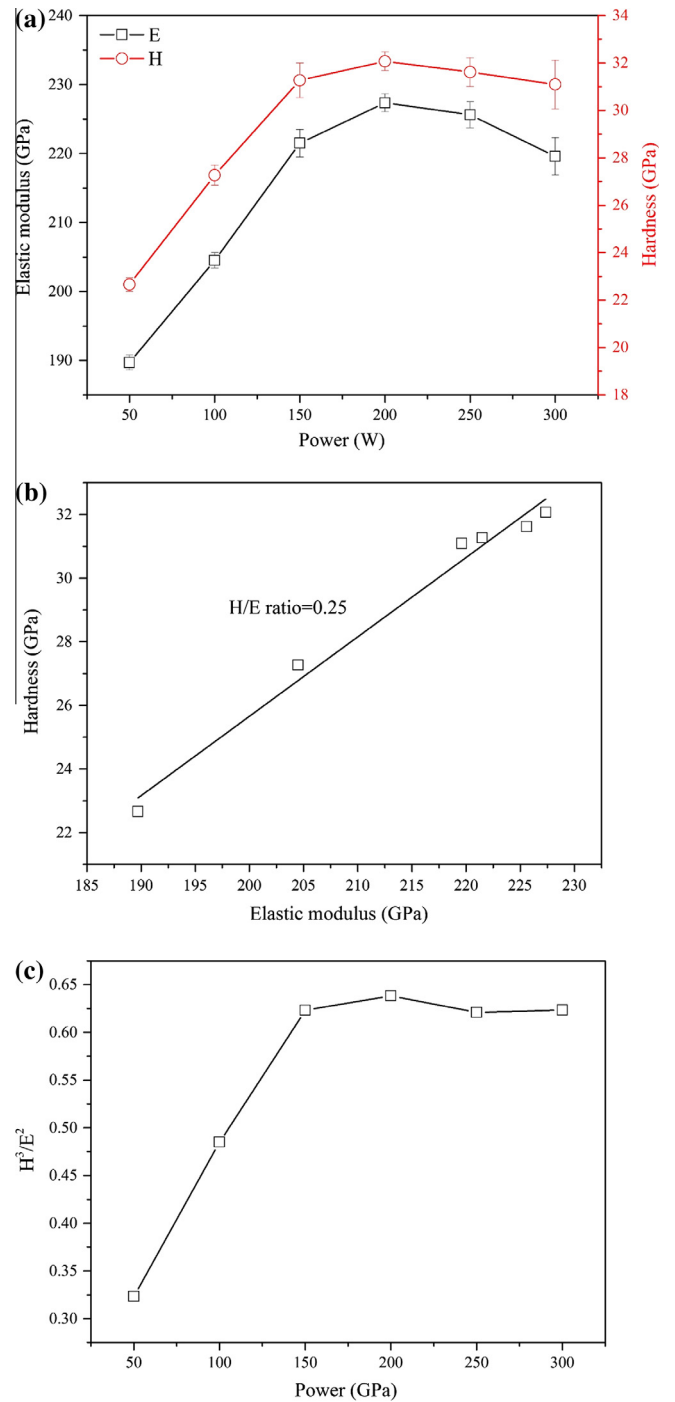 (a)
E
H
240
230
220
210
200
190
Elastic modulus (GPa)
34
32
30
28
26
24
22
20
18
Hardness (GPa)
50 100 150 200 250 300
Power (W)
(b)
32
30
28
26
24
22
Hardness (GPa)
H/E ratio=0.25
185 190 195 200 205 210 215 220 225 230
Elastic modulus (GPa)
(c)
0.65
0.60
0.55
0.50
0.45
0.40
0.35
0.30
H³/E²
50 100 150 200 250 300
Power (GPa)